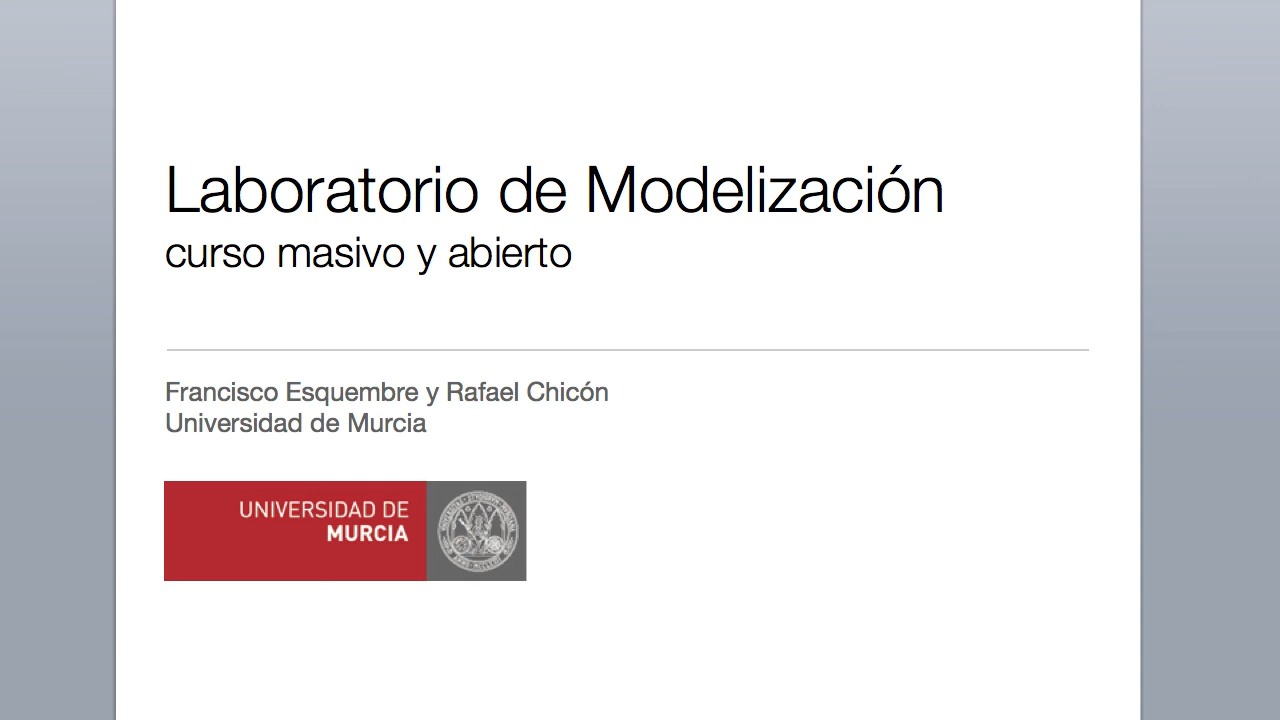 Laboratorio de Modelización
curso masivo y abierto
Francisco Esquembre y Rafael Chicón
Universidad de Murcia
UNIVERSIDAD DE
MURCIA